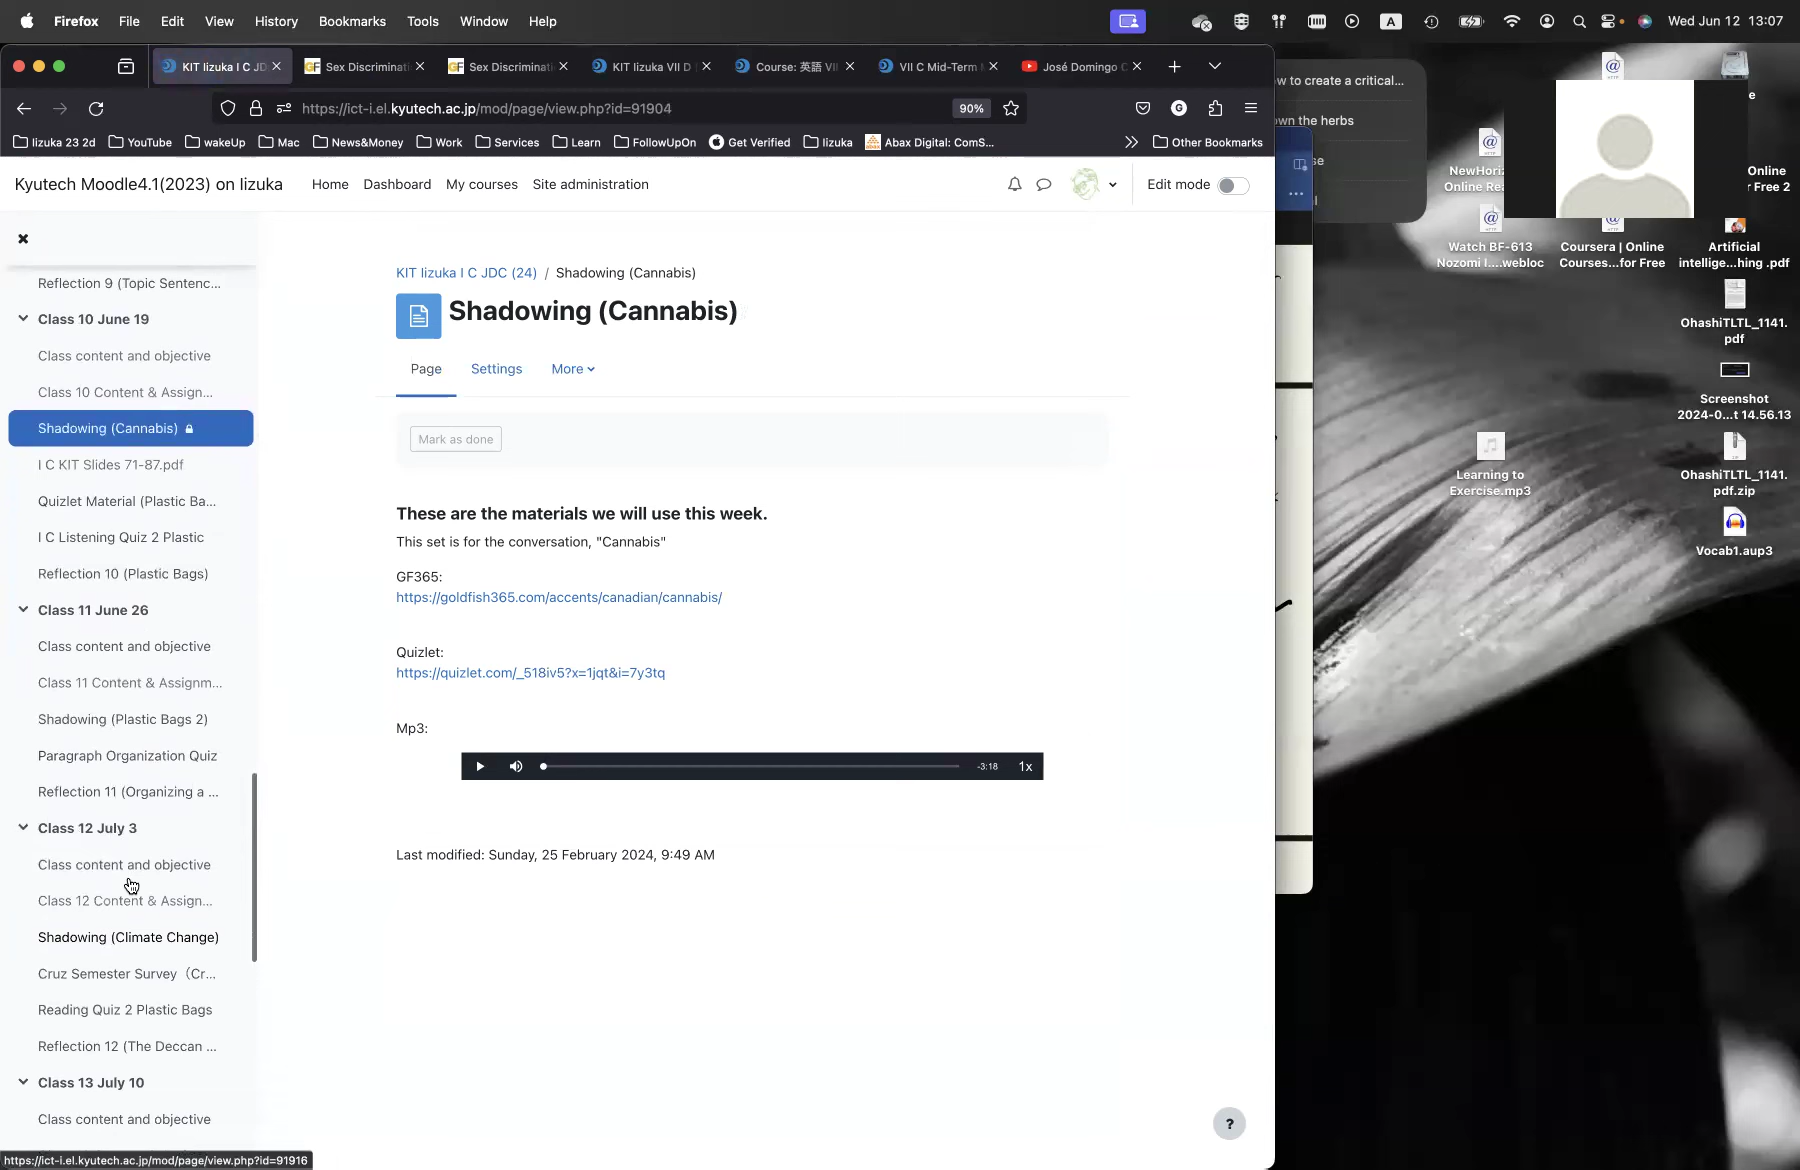 Firefox File Edit View History Bookmarks Tools Window Help
A
Wed Jun 12 13:07
KIT Iizuka I C JD
Sex Discriminati
Sex Discriminati
KIT Iizuka VII D
Course: 英語 VI
VII C Mid-Term
José Domingo
https://ict-i.el.kyutech.ac.jp/mod/page/view.php?id=91904
90%
G
Iizuka 23 2d YouTube wakeUp Mac News&Money Work Services Learn FollowUpOn Get Verified Iizuka Abax Digital: ComS... Other Bookmarks
Kyutech Moodle4.1(2023) on Iizuka
Home Dashboard My courses Site administration
Edit mode
Reflection 9 (Topic Sentenc...
Class 10 June 19
Class content and objective
Class 10 Content & Assign...
Shadowing (Cannabis)
I C KIT Slides 71-87.pdf
Quizlet Material (Plastic Ba...
I C Listening Quiz 2 Plastic
Reflection 10 (Plastic Bags)
Class 11 June 26
Class content and objective
Class 11 Content & Assignm...
Shadowing (Plastic Bags 2)
Paragraph Organization Quiz
Reflection 11 (Organizing a ...
Class 12 July 3
Class content and objective
Class 12 Content & Assign...
Shadowing (Climate Change)
Cruz Semester Survey（Cr...
Reading Quiz 2 Plastic Bags
Reflection 12 (The Deccan ...
Class 13 July 10
Class content and objective
https://ict-i.el.kyutech.ac.jp/mod/page/view.php?id=91916
KIT Iizuka I C JDC (24) / Shadowing (Cannabis)
Shadowing (Cannabis)
Page Settings More
Mark as done
These are the materials we will use this week.
This set is for the conversation, "Cannabis"
GF365:
https://goldfish365.com/accents/canadian/cannabis/
Quizlet:
https://quizlet.com/_518iv5?x=1jqt&i=7y3tq
Mp3:
-3:18 1x
Last modified: Sunday, 25 February 2024, 9:49 AM
?
w to create a critical...
own the herbs
se
l
e
NewHori
Online Re
Online
r Free 2
Watch BF-613
Nozomi I....webloc
Coursera | Online
Courses...for Free
Artificial
intellige...hing .pdf
OhashiTLTL_1141.
pdf
Screenshot
2024-0...t 14.56.13
Learning to
Exercise.mp3
OhashiTLTL_1141.
pdf.zip
Vocab1.aup3